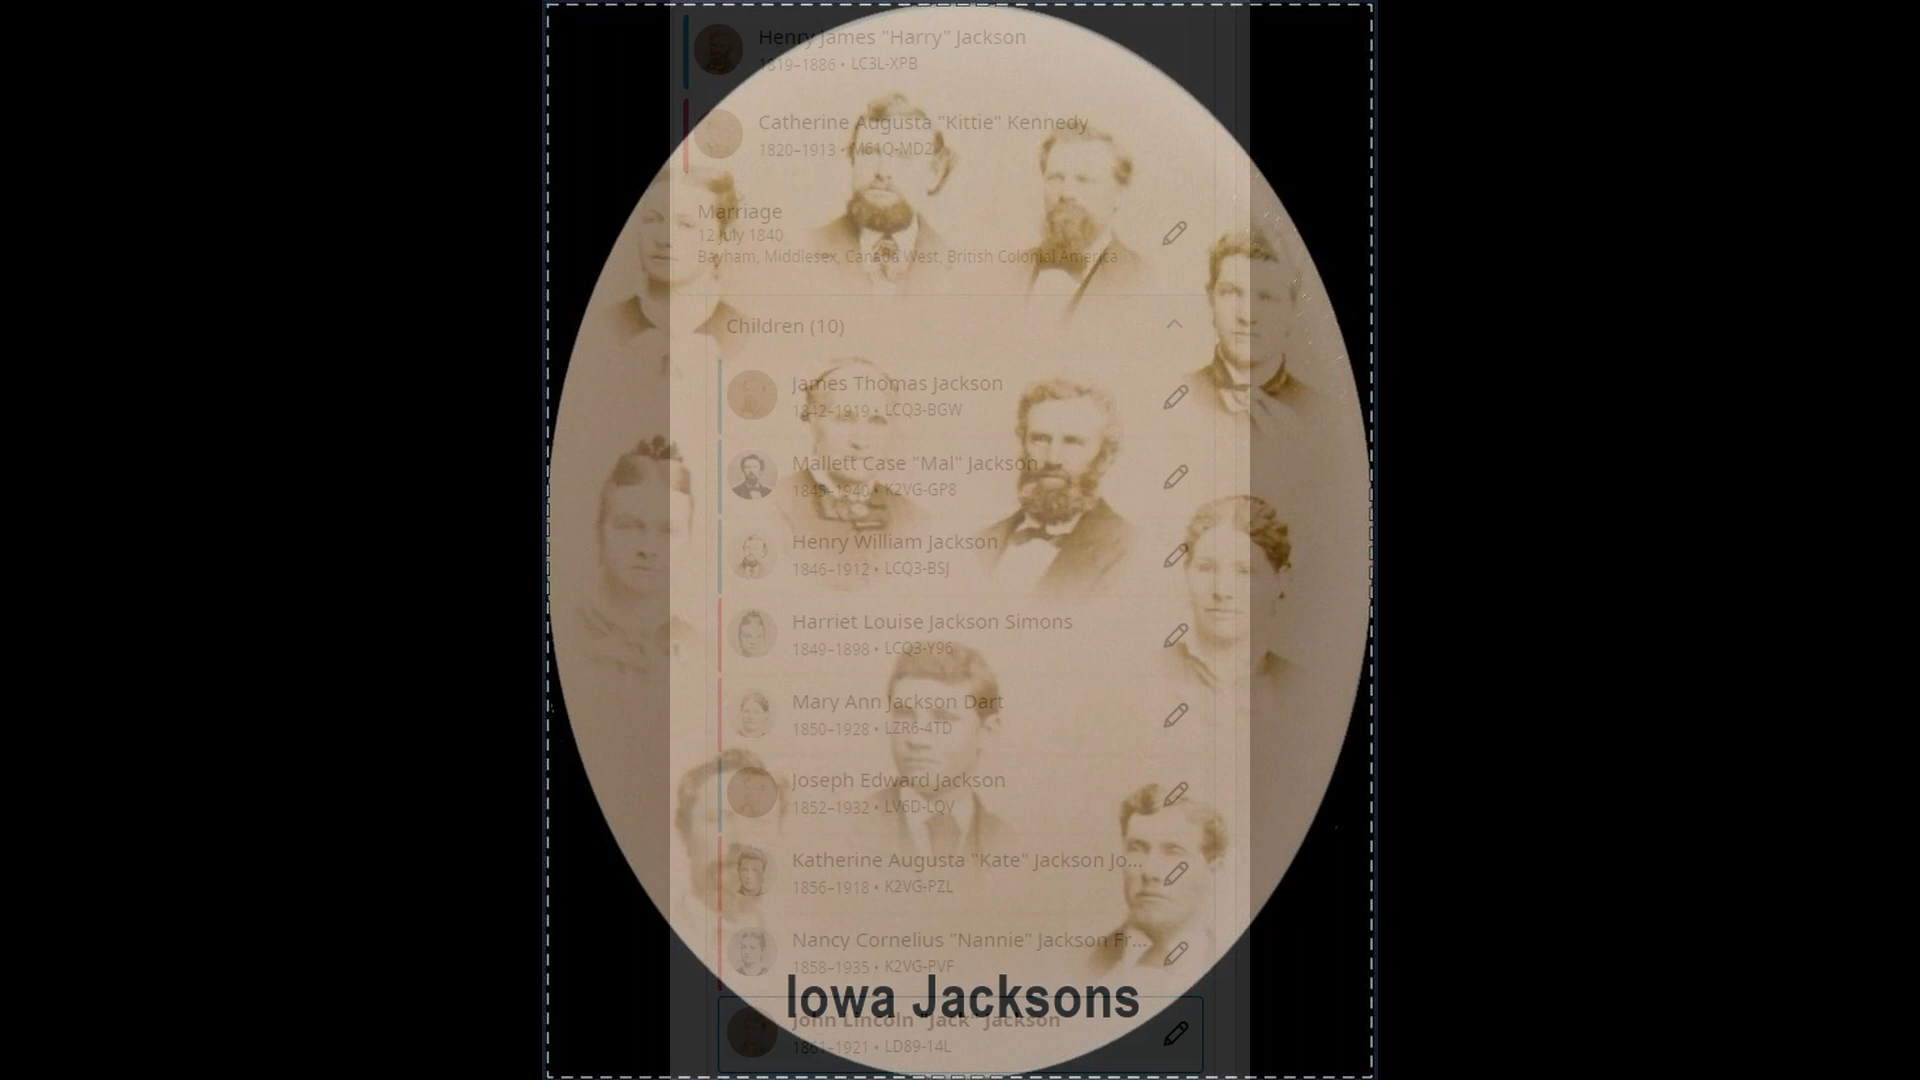 Henry James "Harry" Jackson
1819–1886 • LC3L-XPB
Catherine Augusta "Kittie" Kennedy
1820–1913 • M61Q-MD2
Marriage
12 July 1840
Bayham, Middlesex, Canada West, British Colonial America
Children (10)
James Thomas Jackson
1842–1919 • LCQ3-BGW
Mallett Case "Mal" Jackson
1845–1940 • K2VG-GP8
Henry William Jackson
1846–1912 • LCQ3-BSJ
Harriet Louise Jackson Simons
1849–1898 • LCQ3-Y96
Mary Ann Jackson Dart
1850–1928 • LZR6-4TD
Joseph Edward Jackson
1852–1932 • LV6D-LQV
Katherine Augusta "Kate" Jackson Jo...
1856–1918 • K2VG-PZL
Nancy Cornelius "Nannie" Jackson Fr...
1858–1935 • K2VG-PVF
Iowa Jacksons
John Lincoln "Jack" Jackson
1861–1921 • LD89-14L